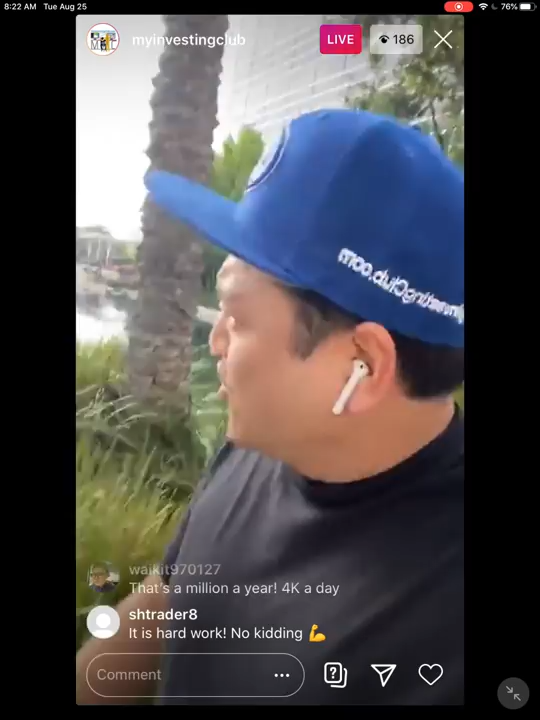 8:22 AM Tue Aug 25
76%
myinvestingclub
LIVE
186
waikit970127
That's a million a year! 4K a day
shtrader8
It is hard work! No kidding 💪
Comment